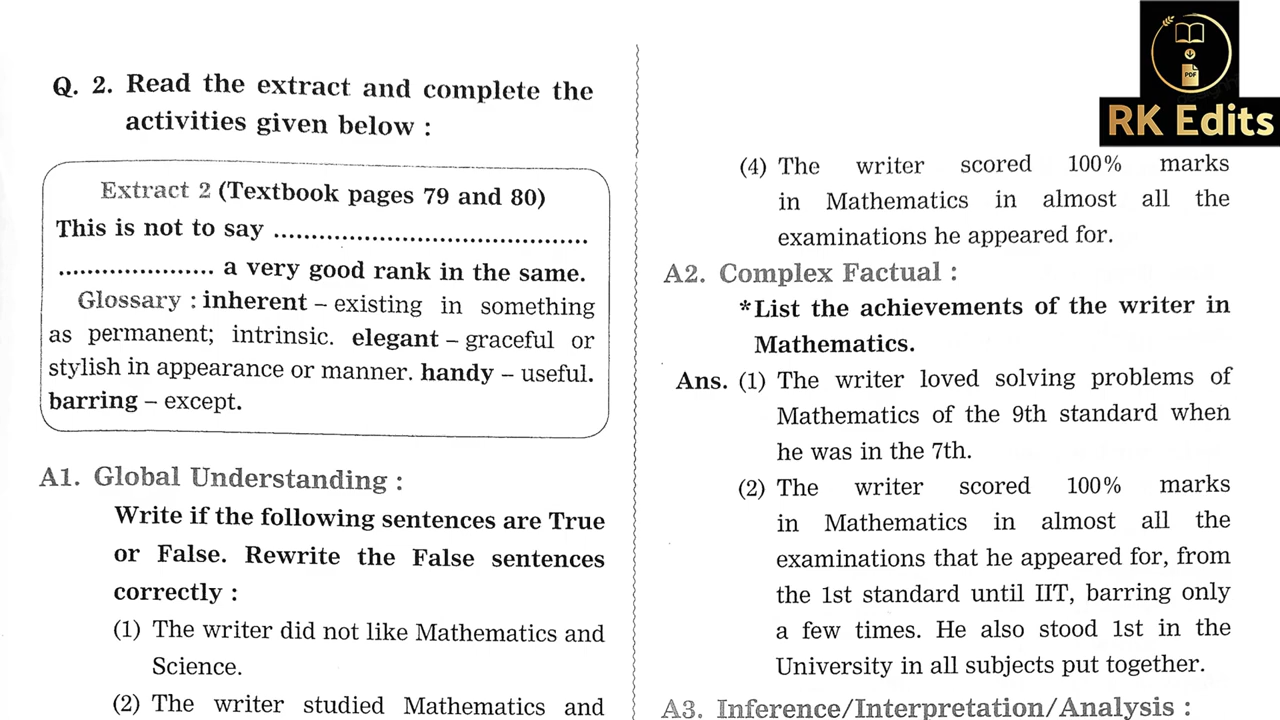 Q. 2. Read the extract and complete the
activities given below :
Extract 2 (Textbook pages 79 and 80)
This is not to say .......................................
..................... a very good rank in the same.
Glossary : inherent – existing in something
as permanent; intrinsic. elegant – graceful or
stylish in appearance or manner. handy – useful.
barring – except.
A1. Global Understanding :
Write if the following sentences are True
or False. Rewrite the False sentences
correctly :
(1) The writer did not like Mathematics and
Science.
(2) The writer studied Mathematics and
(4) The writer scored 100% marks
in Mathematics in almost all the
examinations he appeared for.
A2. Complex Factual :
*List the achievements of the writer in
Mathematics.
Ans. (1) The writer loved solving problems of
Mathematics of the 9th standard when
he was in the 7th.
(2) The writer scored 100% marks
in Mathematics in almost all the
examinations that he appeared for, from
the 1st standard until IIT, barring only
a few times. He also stood 1st in the
University in all subjects put together.
A3. Inference/Interpretation/Analysis :
PDF
RK Edits